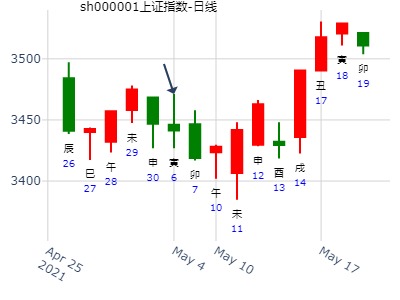 sh000001上证指数-日线
3500
3450
3400
辰
26
巳
27
午
28
未
29
申
30
寅
6
卯
7
午
10
未
11
申
12
酉
13
戌
14
丑
17
寅
18
卯
19
Apr 25
2021
May 4
May 10
May 17